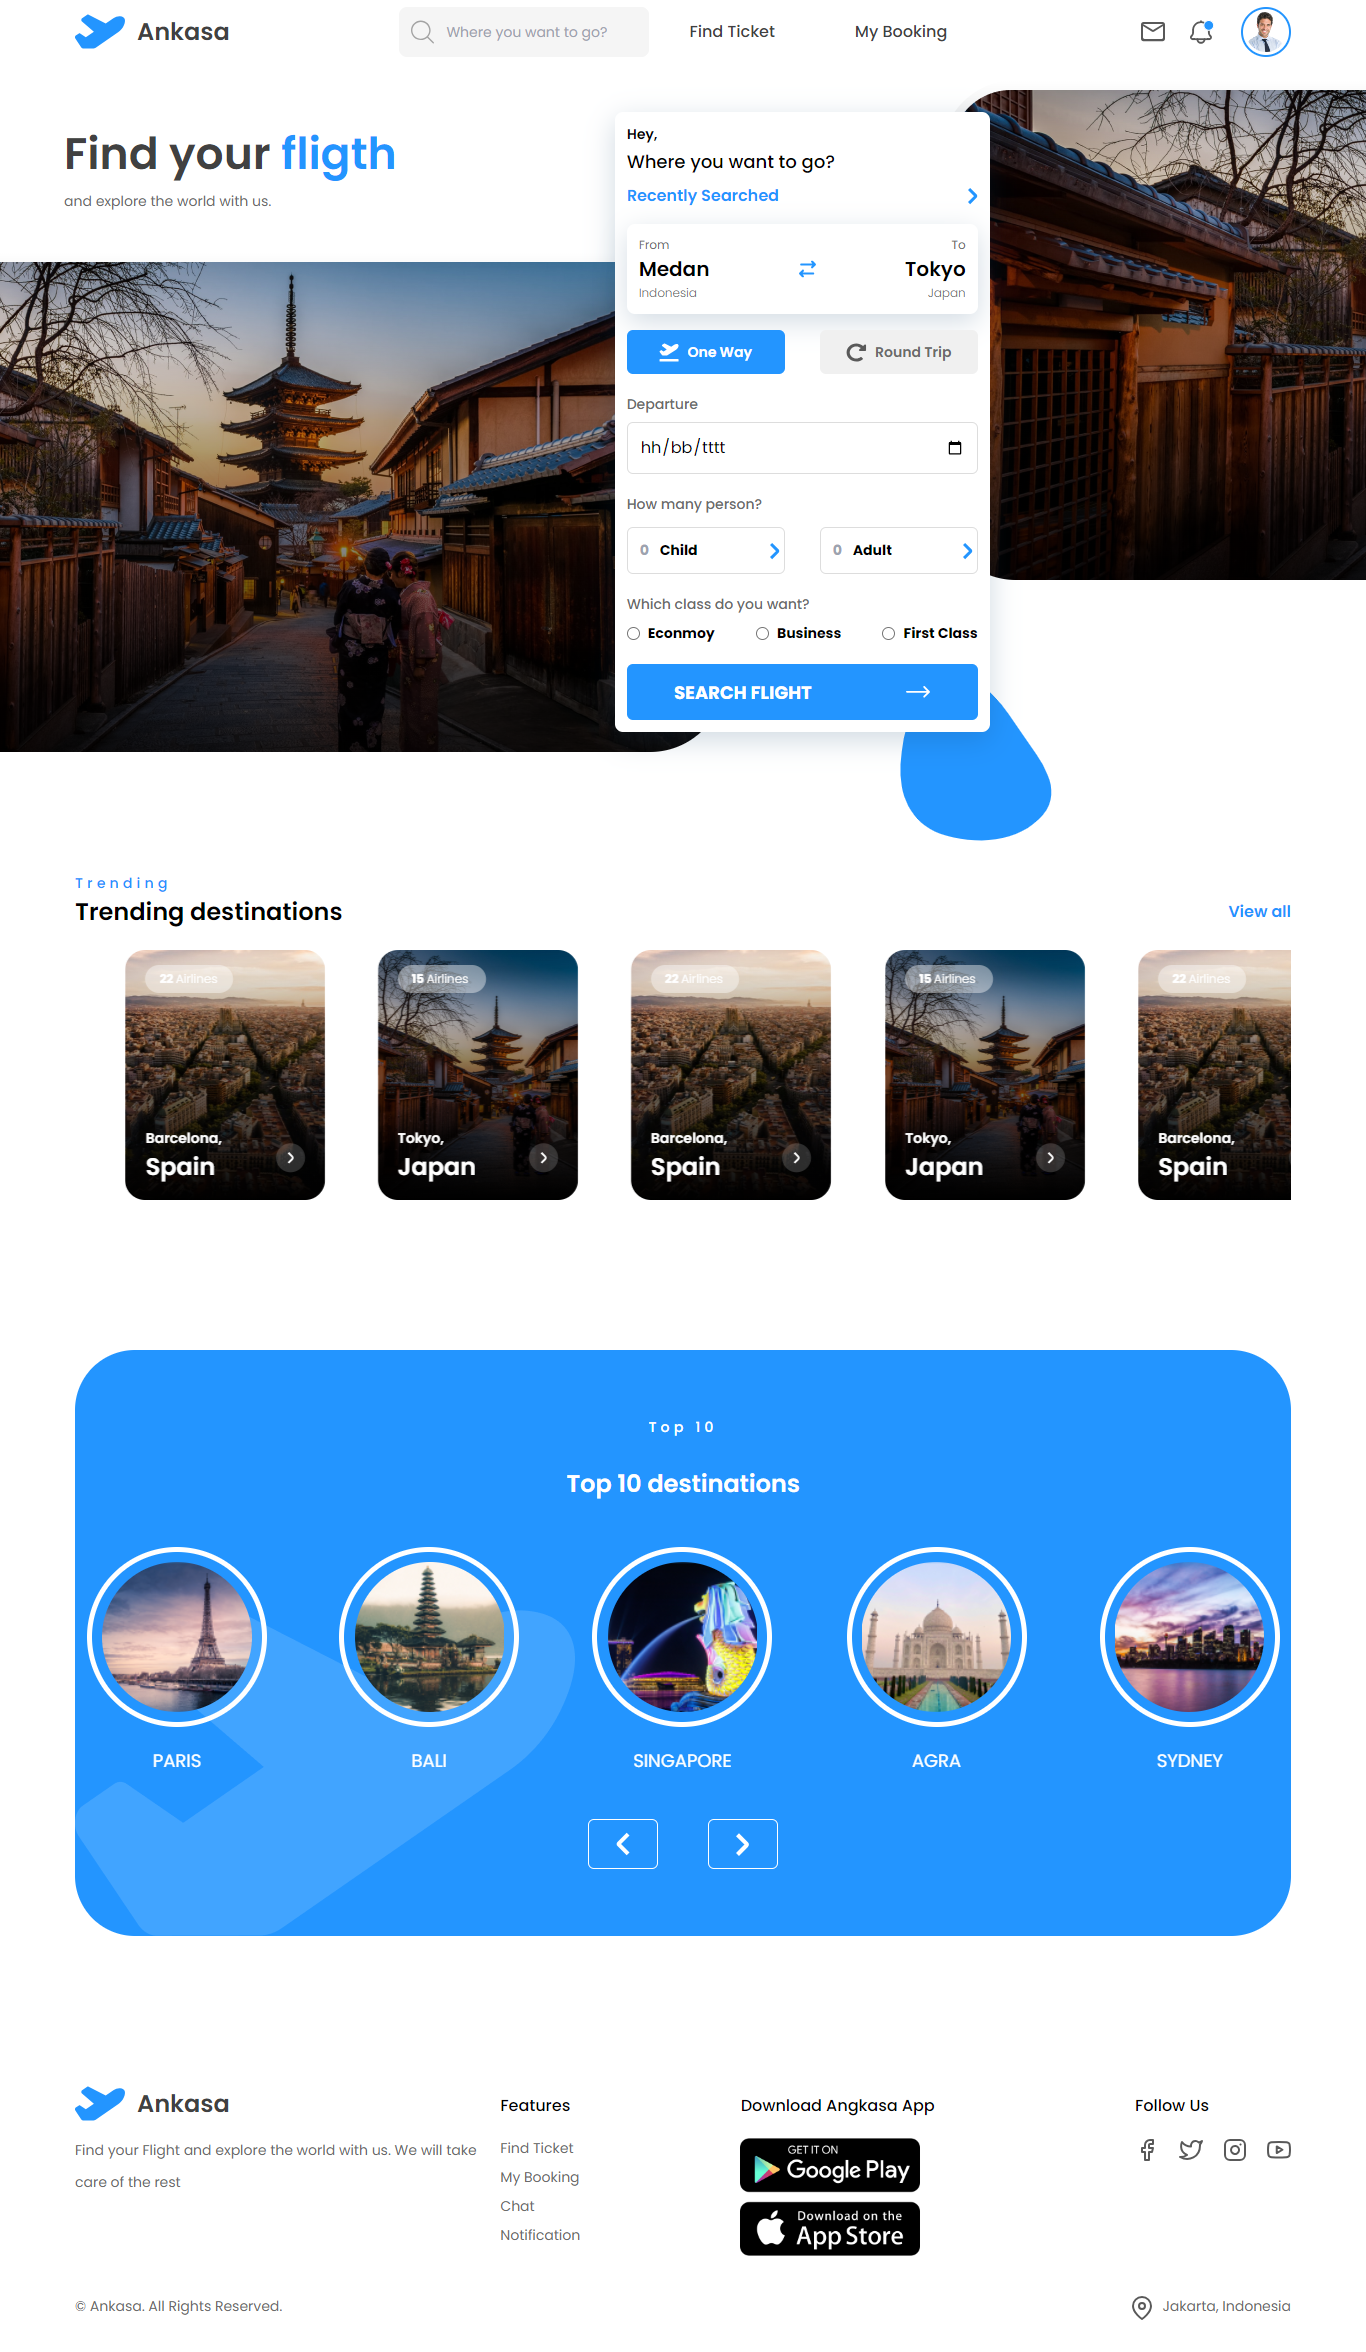 Ankasa
Where you want to go?
Find Ticket
My Booking
Find your fligth
and explore the world with us.
Hey,
Where you want to go?
Recently Searched
From
To
Medan
Tokyo
Indonesia
Japan
One Way
Round Trip
Departure
hh/bb/tttt
How many person?
0 Child
0 Adult
Which class do you want?
Econmoy
Business
First Class
SEARCH FLIGHT
Trending
Trending destinations
View all
22 Airlines
Barcelona,
Spain
15 Airlines
Tokyo,
Japan
22 Airlines
Barcelona,
Spain
15 Airlines
Tokyo,
Japan
22 Airlines
Barcelona,
Spain
Top 10
Top 10 destinations
PARIS
BALI
SINGAPORE
AGRA
SYDNEY
Ankasa
Find your Flight and explore the world with us. We will take
care of the rest
Features
Find Ticket
My Booking
Chat
Notification
Download Angkasa App
GET IT ON
Google Play
Download on the
App Store
Follow Us
© Ankasa. All Rights Reserved.
Jakarta, Indonesia